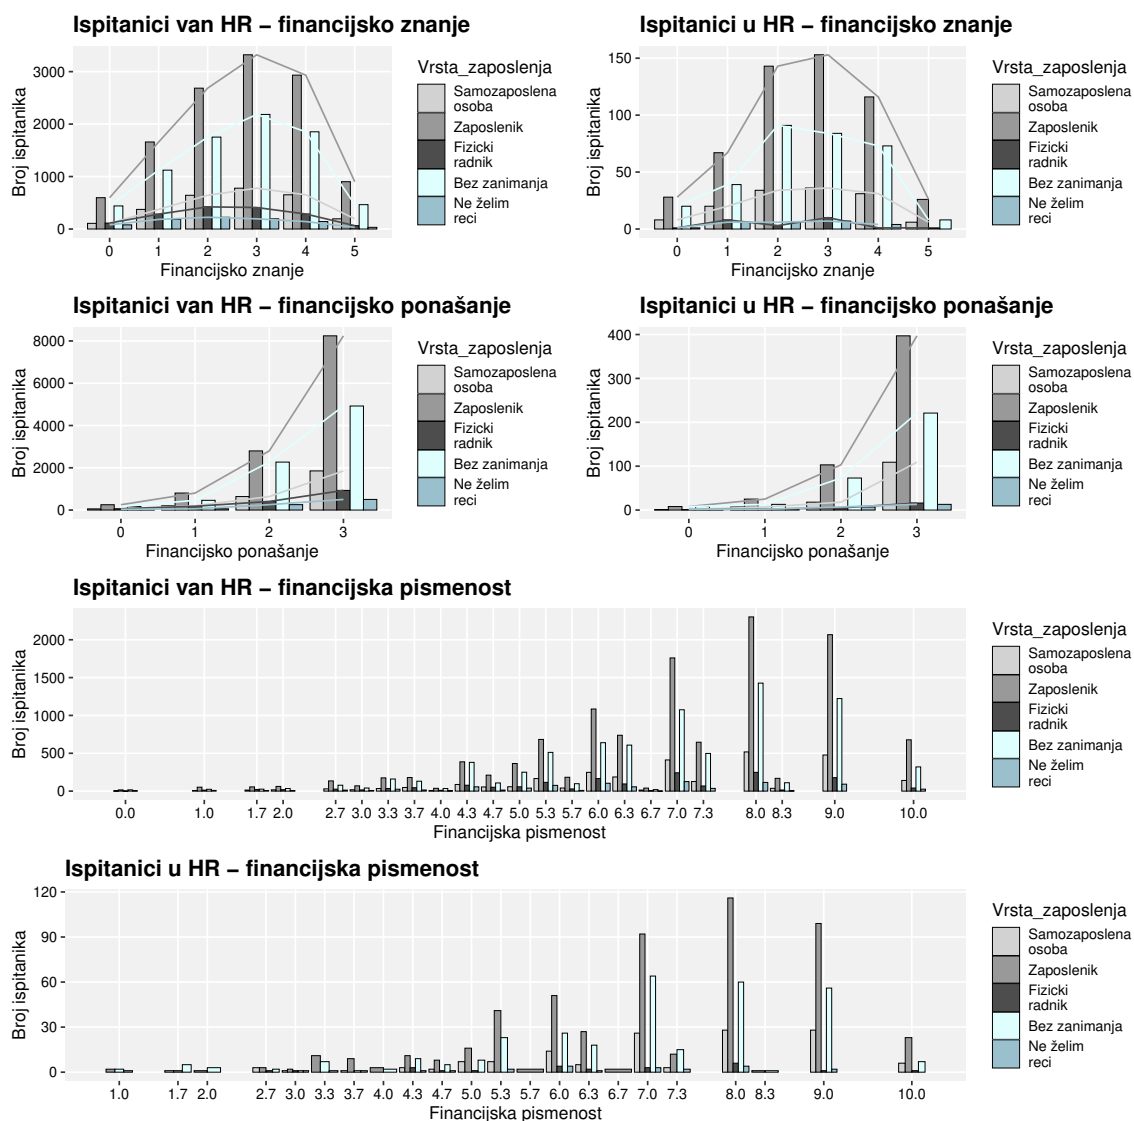 Ispitanici van HR – financijsko znanje
Broj ispitanika
3000
2000
1000
0
0 1 2 3 4 5
Financijsko znanje
Vrsta_zaposlenja
Samozaposlena
osoba
Zaposlenik
Fizicki
radnik
Bez zanimanja
Ne želim
reci
Ispitanici u HR – financijsko znanje
Broj ispitanika
150
100
50
0
0 1 2 3 4 5
Financijsko znanje
Vrsta_zaposlenja
Samozaposlena
osoba
Zaposlenik
Fizicki
radnik
Bez zanimanja
Ne želim
reci
Ispitanici van HR – financijsko ponašanje
Broj ispitanika
8000
6000
4000
2000
0
0 1 2 3
Financijsko ponašanje
Vrsta_zaposlenja
Samozaposlena
osoba
Zaposlenik
Fizicki
radnik
Bez zanimanja
Ne želim
reci
Ispitanici u HR – financijsko ponašanje
Broj ispitanika
400
300
200
100
0
0 1 2 3
Financijsko ponašanje
Vrsta_zaposlenja
Samozaposlena
osoba
Zaposlenik
Fizicki
radnik
Bez zanimanja
Ne želim
reci
Ispitanici van HR – financijska pismenost
Broj ispitanika
2000
1500
1000
500
0
0.0 1.0 1.7 2.0 2.7 3.0 3.3 3.7 4.0 4.3 4.7 5.0 5.3 5.7 6.0 6.3 6.7 7.0 7.3 8.0 8.3 9.0 10.0
Financijska pismenost
Vrsta_zaposlenja
Samozaposlena
osoba
Zaposlenik
Fizicki
radnik
Bez zanimanja
Ne želim
reci
Ispitanici u HR – financijska pismenost
Broj ispitanika
120
90
60
30
0
1.0 1.7 2.0 2.7 3.0 3.3 3.7 4.0 4.3 4.7 5.0 5.3 5.7 6.0 6.3 6.7 7.0 7.3 8.0 8.3 9.0 10.0
Financijska pismenost
Vrsta_zaposlenja
Samozaposlena
osoba
Zaposlenik
Fizicki
radnik
Bez zanimanja
Ne želim
reci